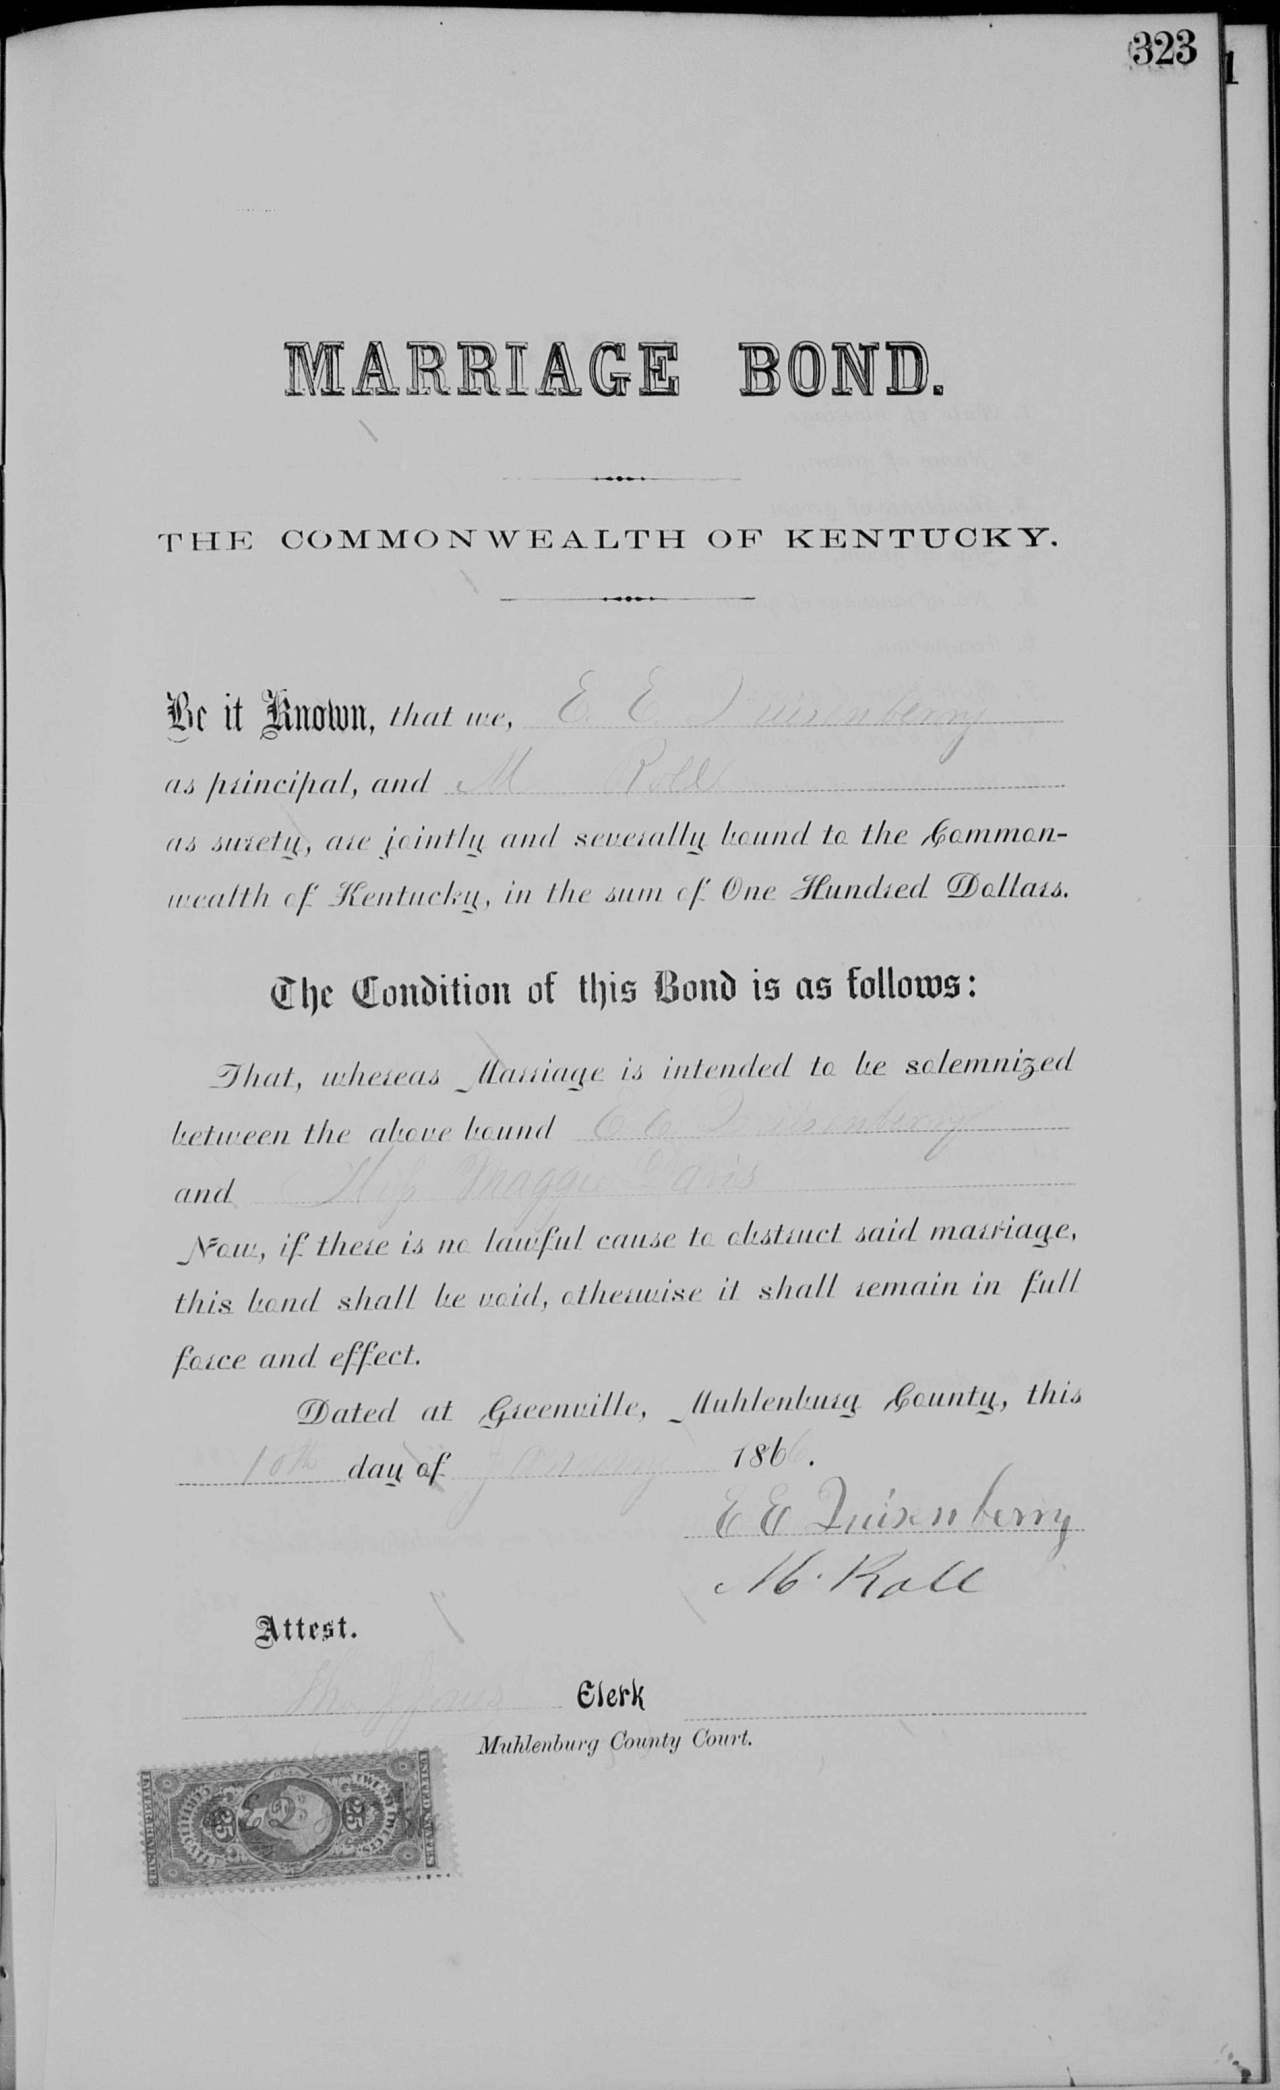 323
MARRIAGE BOND.
THE COMMONWEALTH OF KENTUCKY.
Be it Known, that we, E. E. Quisenberry
as principal, and M Roll
as surety, are jointly and severally bound to the Common-
wealth of Kentucky, in the sum of One Hundred Dollars.
The Condition of this Bond is as follows:
That, whereas Marriage is intended to be solemnized
between the above bound E E Quisenberry
and Miss Maggie Davis
Now, if there is no lawful cause to obstruct said marriage,
this bond shall be void, otherwise it shall remain in full
force and effect.
Dated at Greenville, Muhlenburg County, this
10th day of January 1866.
E E Quisenberry
M. Roll
Attest.
Clerk
Muhlenburg County Court.
25
25